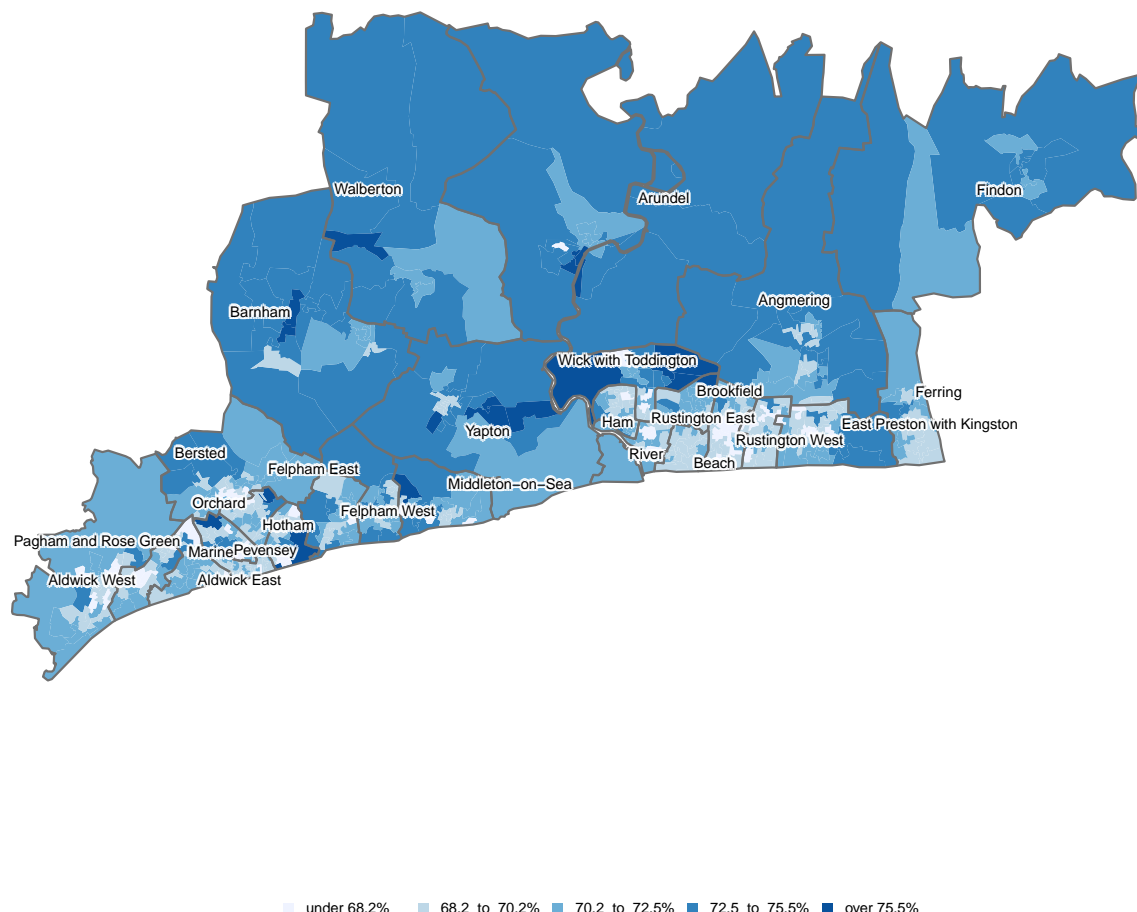 Walberton
Arundel
Findon
Angmering
Barnham
Wick with Toddington
Brookfield
Ferring
Ham
Rustington East
East Preston with Kingston
Yapton
Rustington West
Bersted
River
Beach
Felpham East
Middleton−on−Sea
Orchard
Felpham West
Hotham
Pagham and Rose Green
Marine
Pevensey
Aldwick West
Aldwick East
under 68.2%
68.2 to 70.2%
70.2 to 72.5%
72.5 to 75.5%
over 75.5%